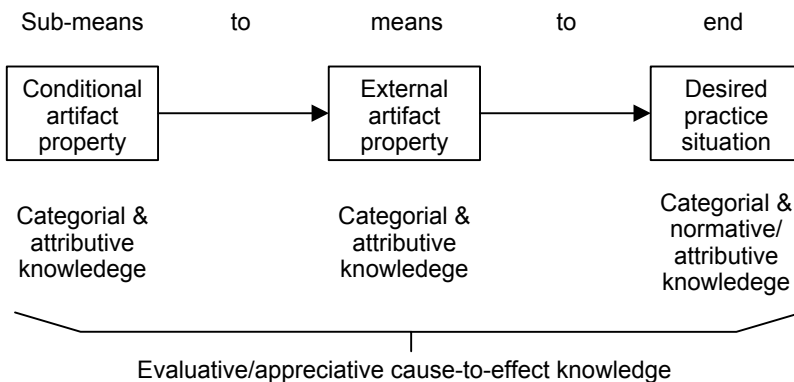 Sub-means to means to end
Conditional External Desired
artifact artifact practice
property property situation
Categorial & Categorial & Categorial &
attributive attributive normative/
knowledege knowledege attributive
knowledege
Evaluative/appreciative cause-to-effect knowledge